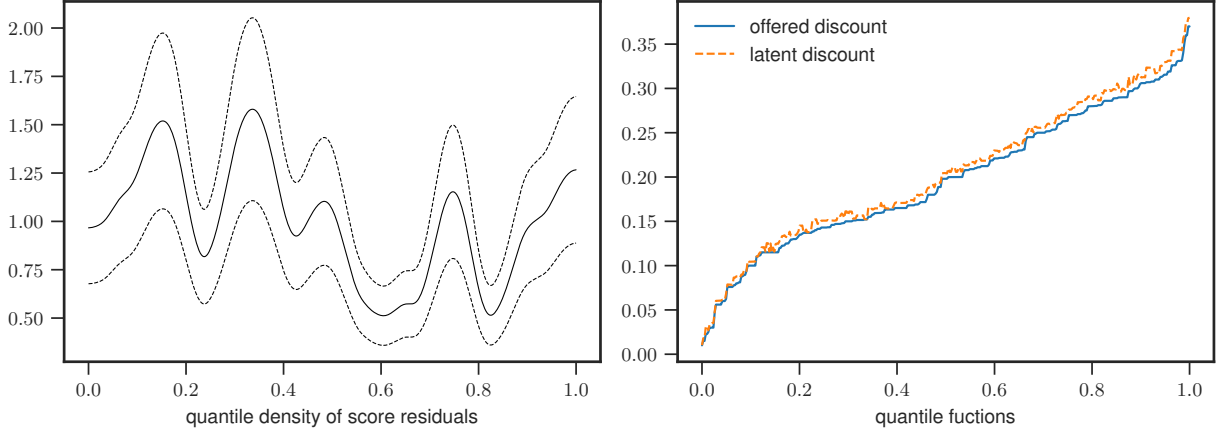 2.00
1.75
1.50
1.25
1.00
0.75
0.50
0.0 0.2 0.4 0.6 0.8 1.0
quantile density of score residuals
offered discount
latent discount
0.35
0.30
0.25
0.20
0.15
0.10
0.05
0.00
0.0 0.2 0.4 0.6 0.8 1.0
quantile fuctions